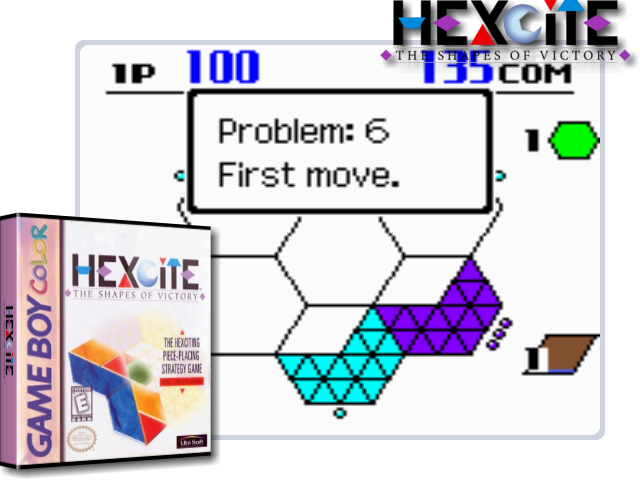 HEXCITE
THE SHAPES OF VICTORY
1P 100 135 COM
Problem: 6
First move.
1
1
GAME BOY COLOR
HEXCITE
THE SHAPES OF VICTORY
THE HEXCITING
PIECE-PLACING
STRATEGY GAME
HEXCITE
EVERYONE
E
Ubi Soft